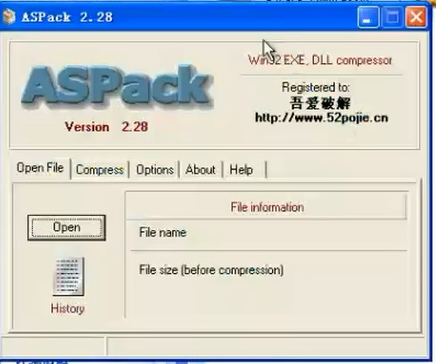 ASPack 2.28
ASPack
Version 2.28
Win32 EXE, DLL compressor
Registered to:
吾爱破解
http://www.52pojie.cn
Open File
Compress
Options
About
Help
Open
History
File information
File name
File size (before compression)